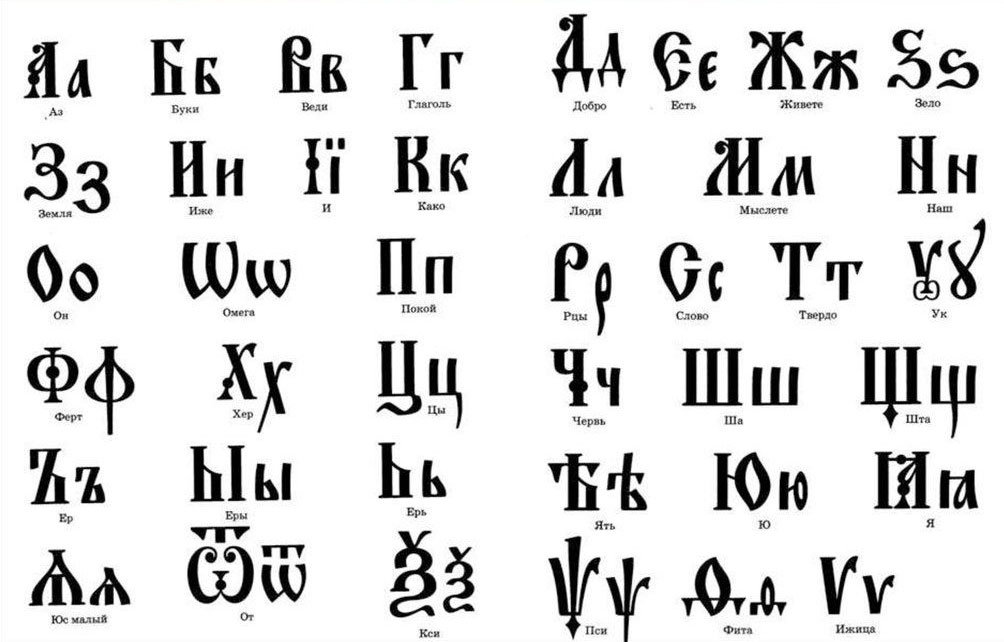 Аа Бб Вв Гг Дд Єє Жж Ѕѕ
Аз Буки Веди Глаголь Добро Есть Живете Зело
Зз Ии Її Кк Лл Мм Нн
Земля Иже И Како Люди Мыслете Наш
Оо Ѡѡ Пп Рр Сс Тт Ѹꙋ
Он Омега Покой Рцы Слово Твердо Ук
Фф Хх Цц Чч Шш Щщ
Ферт Хер Цы Червь Ша Шта
Ъъ Ыы Ьь Ѣѣ Юю Ꙗꙗ
Ер Еры Ерь Ять Ю Я
Ѧѧ Ѿѿ Ѯѯ Ѱѱ Ѳѳ Ѵѵ
Юс малый От Кси Пси Фита Ижица